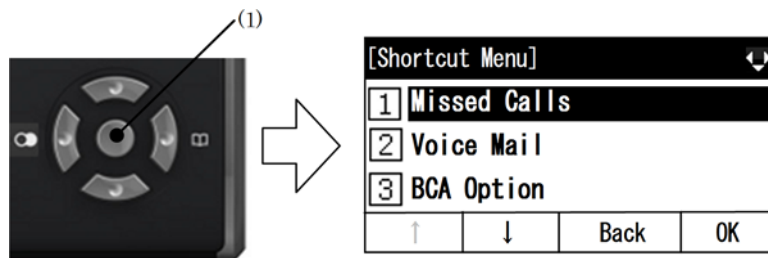 (1)
[Shortcut Menu]
1 Missed Calls
2 Voice Mail
3 BCA Option
↑ ↓ Back OK